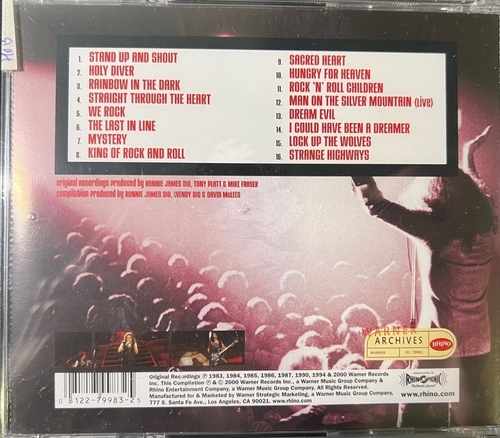 1. STAND UP AND SHOUT
2. HOLY DIVER
3. RAINBOW IN THE DARK
4. STRAIGHT THROUGH THE HEART
5. WE ROCK
6. THE LAST IN LINE
7. MYSTERY
8. KING OF ROCK AND ROLL
9. SACRED HEART
10. HUNGRY FOR HEAVEN
11. ROCK 'N' ROLL CHILDREN
12. MAN ON THE SILVER MOUNTAIN (LIVE)
13. DREAM EVIL
14. I COULD HAVE BEEN A DREAMER
15. LOCK UP THE WOLVES
16. STRANGE HIGHWAYS
original recordings produced by RONNIE JAMES DIO, TONY PLATT & MIKE FRASER
compilation produced by RONNIE JAMES DIO, WENDY DIO & DAVID McLEES
WARNER
ARCHIVES
RHINO
Original Recordings ℗ 1983, 1984, 1985, 1986, 1987, 1990, 1994 & 2000 Warner Records
Inc. This Compilation ℗ & © 2000 Warner Records Inc., a Warner Music Group Company &
Rhino Entertainment Company, a Warner Music Group Company. All Rights Reserved.
Manufactured for & Marketed by Warner Strategic Marketing, a Warner Music Group Company,
777 S. Santa Fe Ave., Los Angeles, CA 90021. www.rhino.com
0 81227-99983-2 5
www.rhino.com